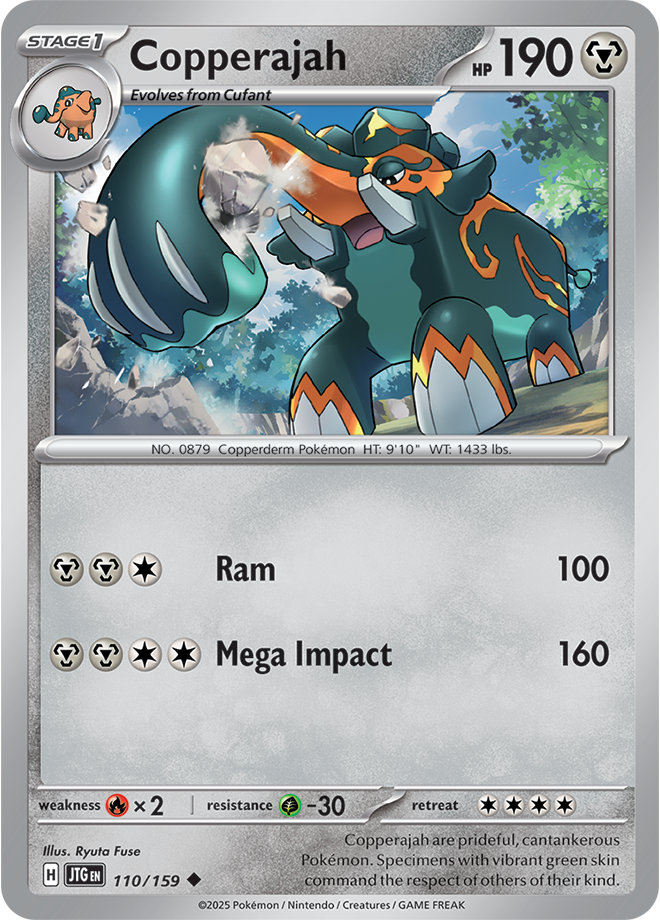 STAGE1
Copperajah
HP 190
Evolves from Cufant
NO. 0879 Copperderm Pokémon HT: 9'10" WT: 1433 lbs.
Ram 100
Mega Impact 160
weakness ×2 resistance -30 retreat
Illus. Ryuta Fuse
Copperajah are prideful, cantankerous
Pokémon. Specimens with vibrant green skin
command the respect of others of their kind.
H JTG EN 110/159
©2025 Pokémon / Nintendo / Creatures / GAME FREAK